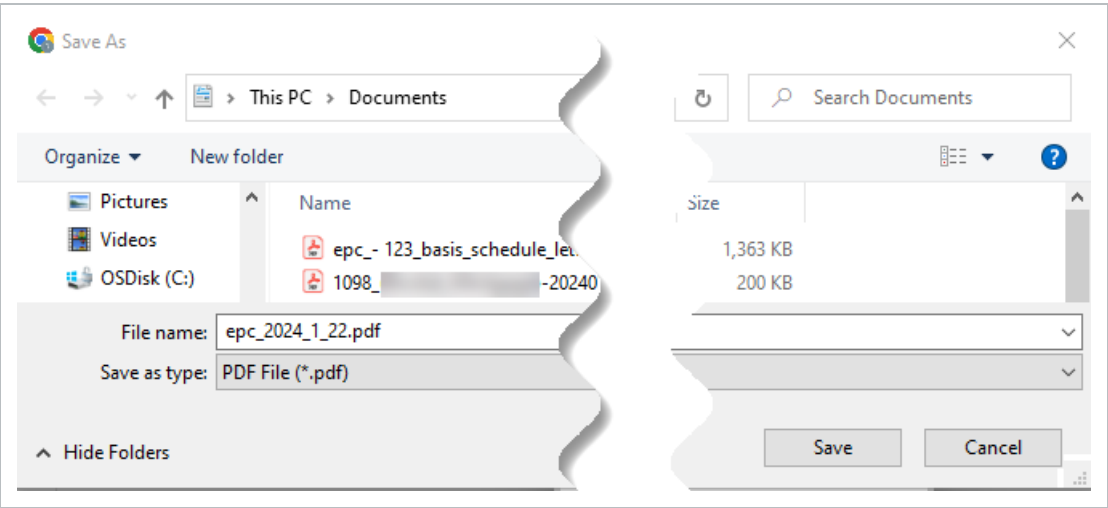 Save As
This PC > Documents
Search Documents
Organize
New folder
Pictures
Name
Size
Videos
epc_- 123_basis_schedule_let
1,363 KB
OSDisk (C:)
1098_ -20240
200 KB
File name: epc_2024_1_22.pdf
Save as type: PDF File (*.pdf)
Hide Folders
Save
Cancel